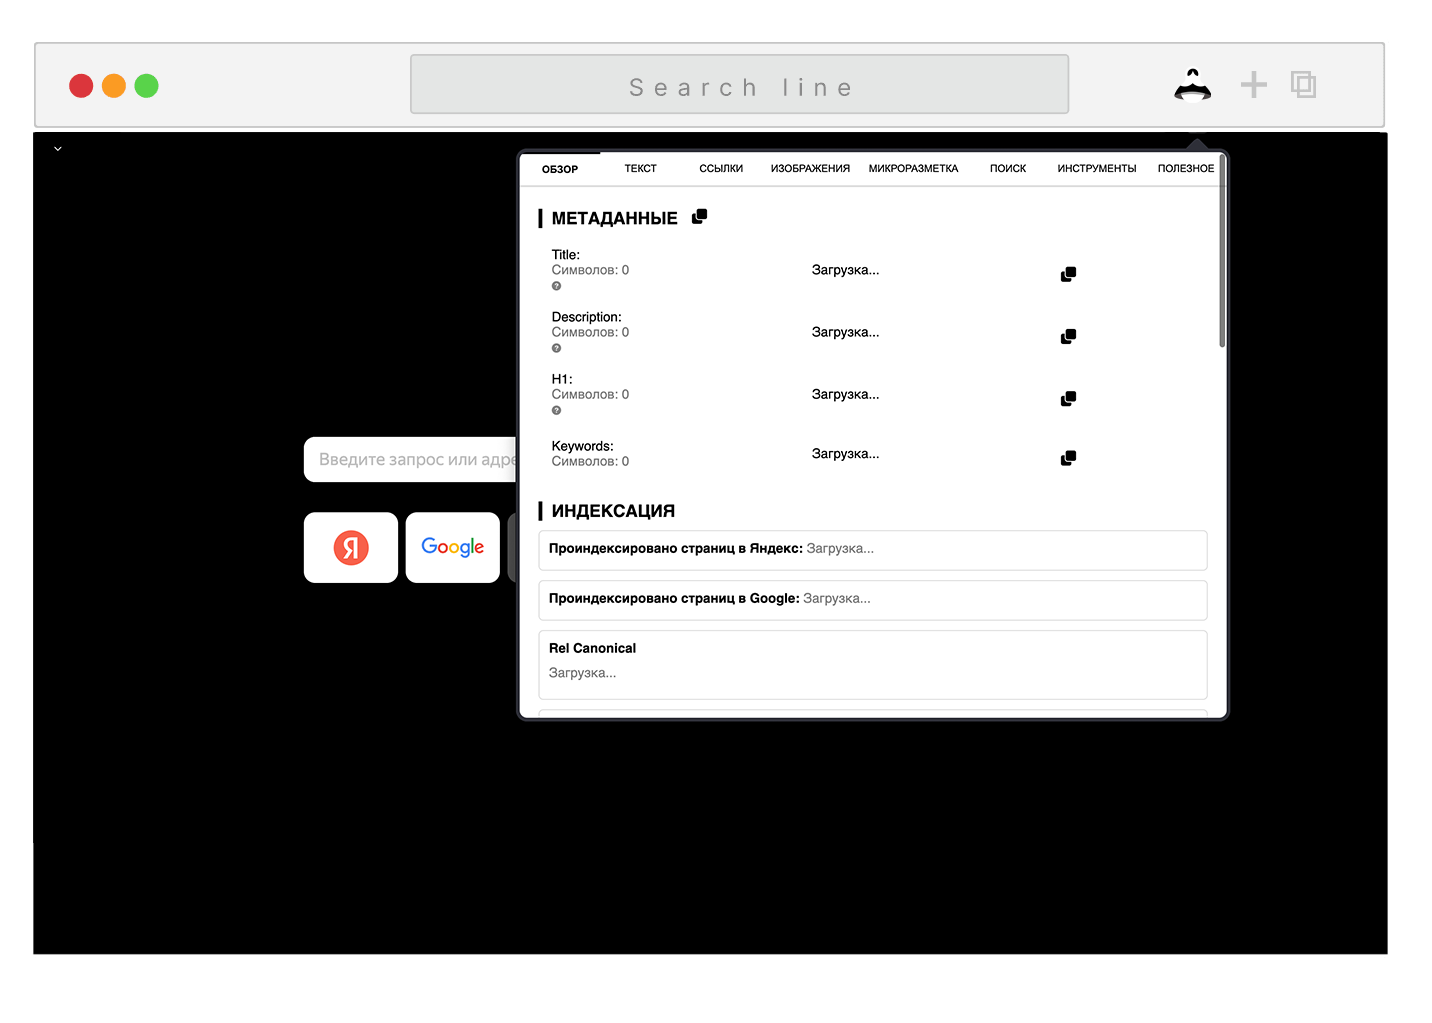 Search line
ОБЗОР ТЕКСТ ССЫЛКИ ИЗОБРАЖЕНИЯ МИКРОРАЗМЕТКА ПОИСК ИНСТРУМЕНТЫ ПОЛЕЗНОЕ
МЕТАДАННЫЕ
Title:
Символов: 0
Загрузка...
Description:
Символов: 0
Загрузка...
H1:
Символов: 0
Загрузка...
Keywords:
Символов: 0
Загрузка...
ИНДЕКСАЦИЯ
Проиндексировано страниц в Яндекс: Загрузка...
Проиндексировано страниц в Google: Загрузка...
Rel Canonical
Загрузка...
Введите запрос или адре
Я
Google